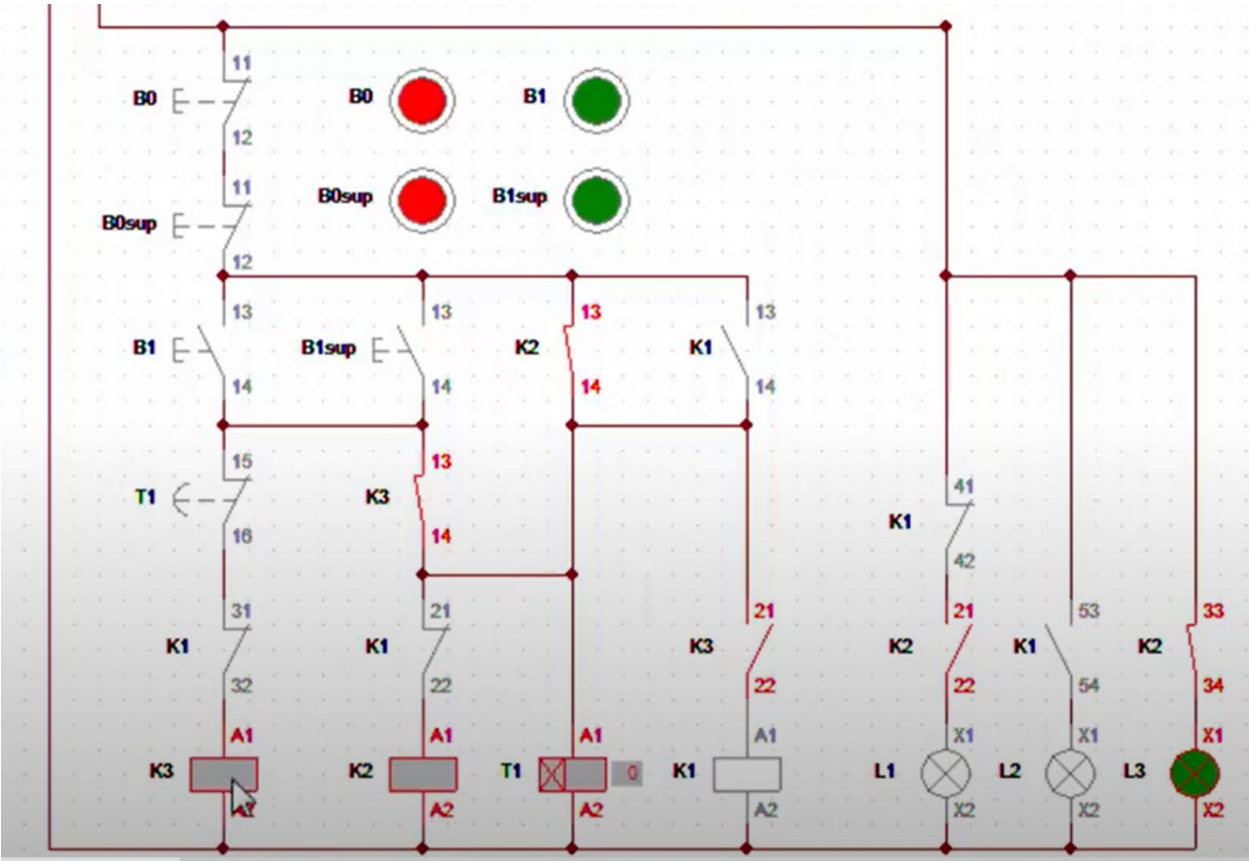 11
B0 B0 B1
12
11
B0sup B1sup
B0sup
12
13 13 13 13
B1 B1sup K2 K1
14 14 14 14
15 13
T1 K3
16 14
41
K1
42
31 21 21 21 53 33
K1 K1 K3 K2 K1 K2
32 22 22 22 54 34
A1 A1 A1 A1 X1 X1 X1
K3 K2 T1 0 K1 L1 L2 L3
A2 A2 A2 A2 X2 X2 X2